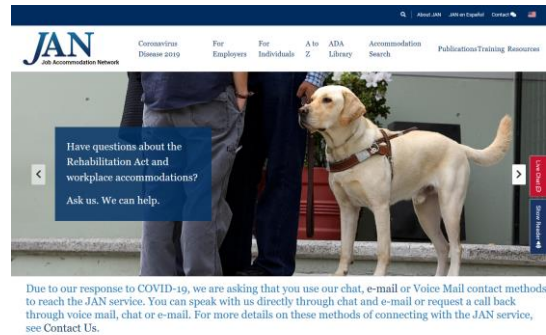 About JAN JAN en Español Contact
JAN
Job Accommodation Network
Coronavirus Disease 2019
For Employers
For Individuals
A to Z
ADA Library
Accommodation Search
Publications
Training
Resources
Have questions about the
Rehabilitation Act and
workplace accommodations?
Ask us. We can help.
Live Chat
Show Reader
Due to our response to COVID-19, we are asking that you use our chat, e-mail or Voice Mail contact methods
to reach the JAN service. You can speak with us directly through chat and e-mail or request a call back
through voice mail, chat or e-mail. For more details on these methods of connecting with the JAN service,
see Contact Us.